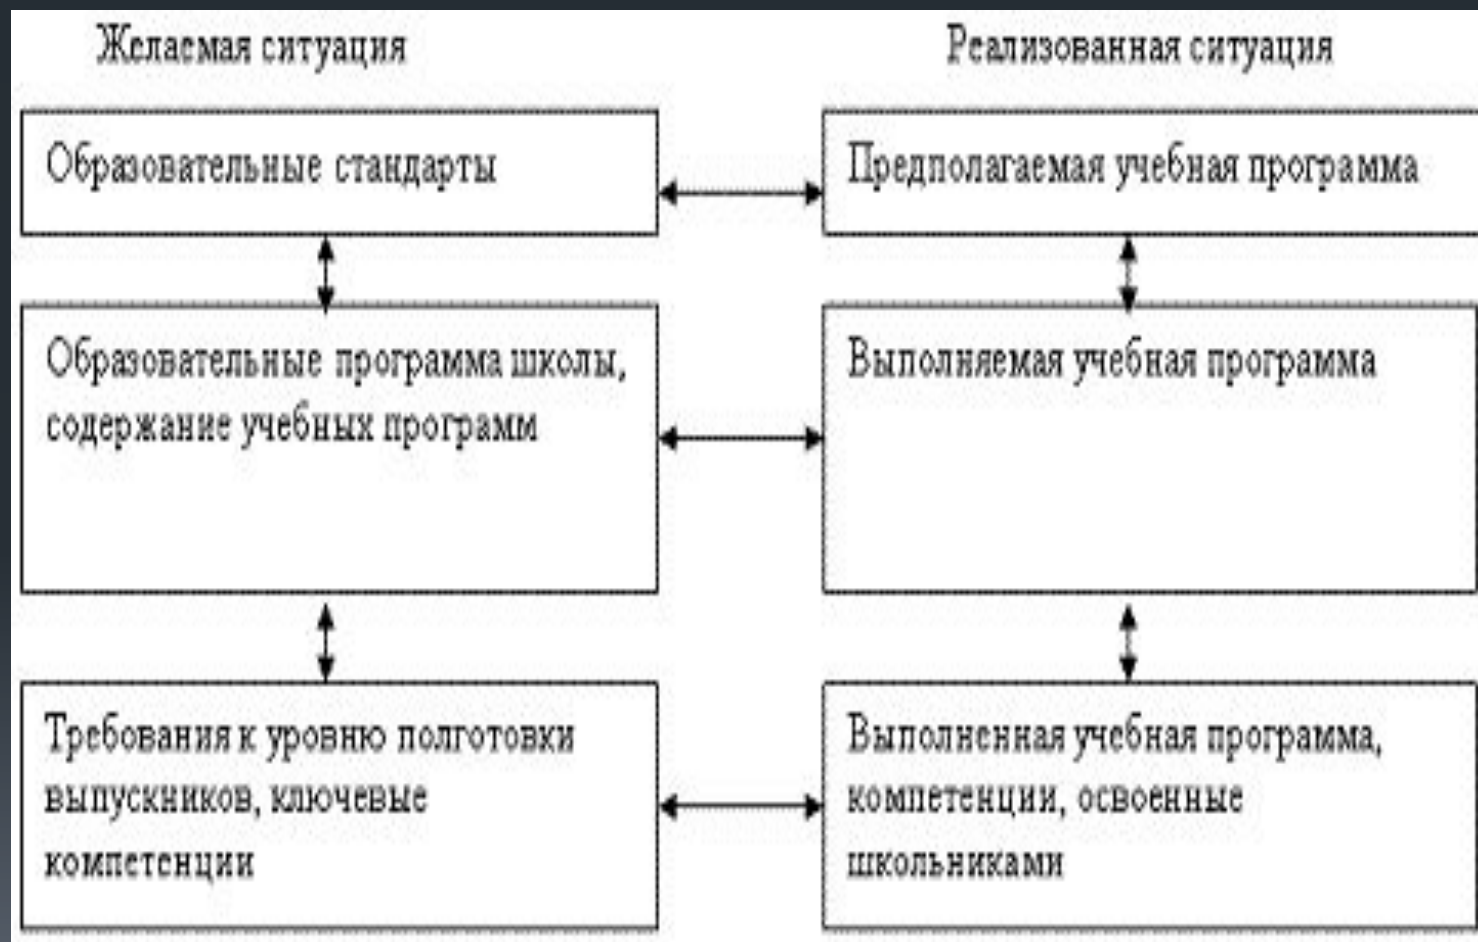 Желаемая ситуация
Реализованная ситуация
Образовательные стандарты
Предполагаемая учебная программа
Образовательные программа школы,
содержание учебных программ
Выполняемая учебная программа
Требования к уровню полготовки
выпускников, ключевые
компетенции
Выполненная учебная программа,
компетенции, освоенные
школьниками